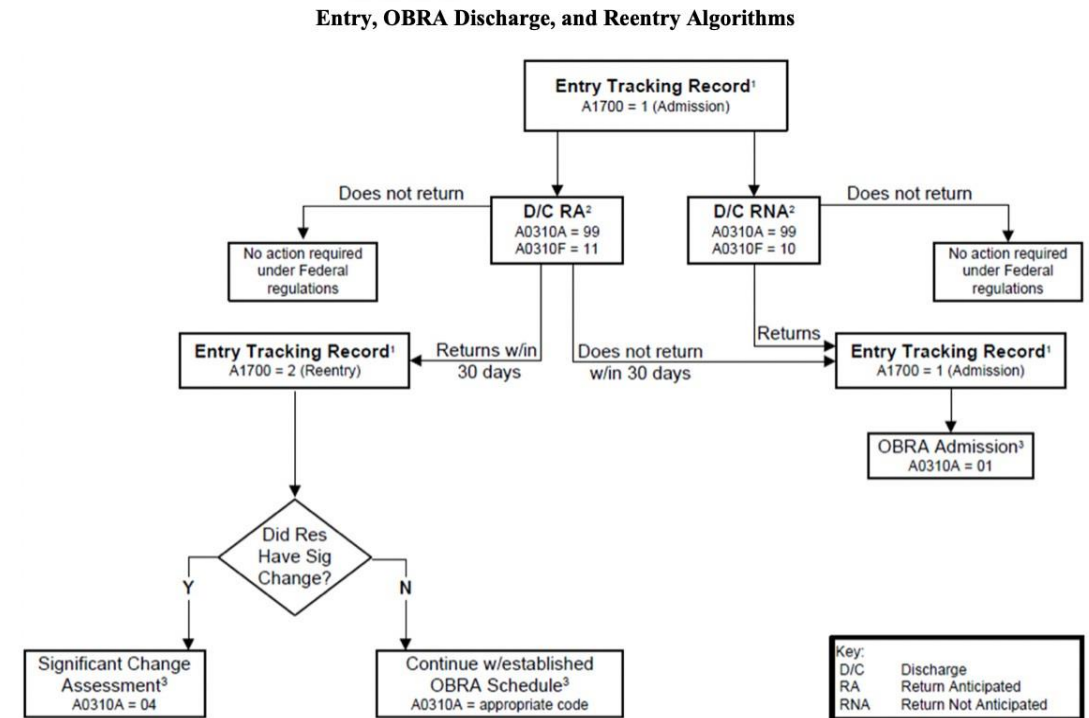 Entry, OBRA Discharge, and Reentry Algorithms
Entry Tracking Record¹
A1700 = 1 (Admission)
Does not return
D/C RA²
A0310A = 99
A0310F = 11
D/C RNA²
A0310A = 99
A0310F = 10
Does not return
No action required
under Federal
regulations
No action required
under Federal
regulations
Entry Tracking Record¹
A1700 = 2 (Reentry)
Returns w/in
30 days
Does not return
w/in 30 days
Returns
Entry Tracking Record¹
A1700 = 1 (Admission)
OBRA Admission³
A0310A = 01
Did Res
Have Sig
Change?
Y
N
Significant Change
Assessment³
A0310A = 04
Continue w/established
OBRA Schedule³
A0310A = appropriate code
Key:
D/C Discharge
RA Return Anticipated
RNA Return Not Anticipated